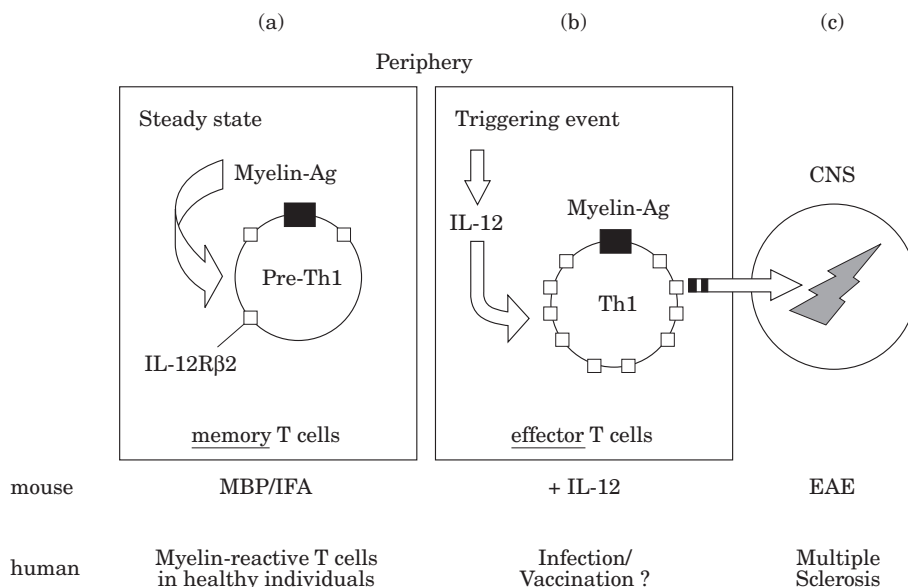 (a)
(b)
(c)
Periphery
Steady state
Myelin-Ag
Pre-Th1
IL-12Rβ2
memory T cells
Triggering event
IL-12
Myelin-Ag
Th1
effector T cells
CNS
mouse
MBP/IFA
+ IL-12
EAE
human
Myelin-reactive T cells
in healthy individuals
Infection/
Vaccination ?
Multiple
Sclerosis